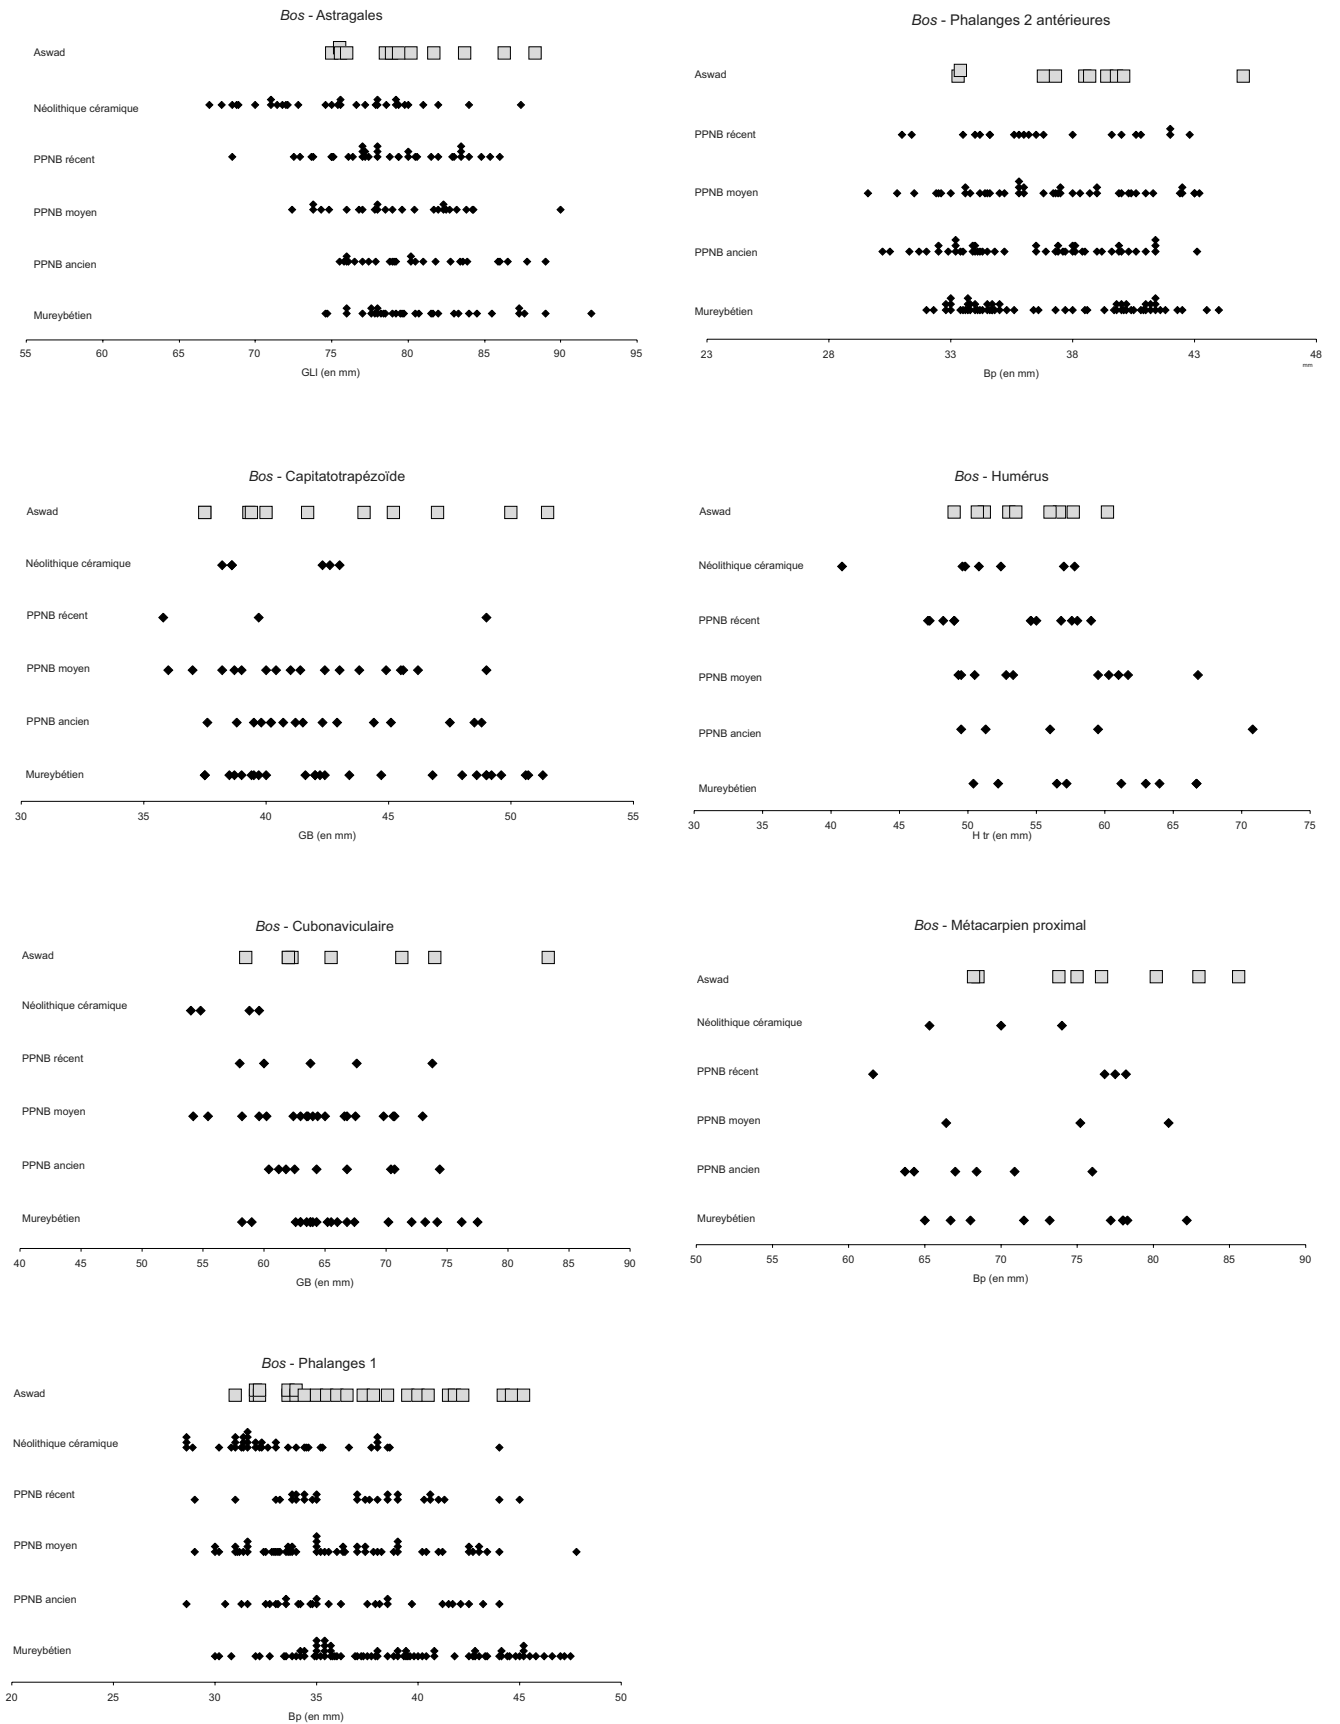 Bos - Astragales
Aswad
Néolithique céramique
PPNB récent
PPNB moyen
PPNB ancien
Mureybétien
55 60 65 70 75 80 85 90 95
GLl (en mm)
Bos - Phalanges 2 antérieures
Aswad
PPNB récent
PPNB moyen
PPNB ancien
Mureybétien
23 28 33 38 43 48
mm
Bp (en mm)
Bos - Capitatotrapézoïde
Aswad
Néolithique céramique
PPNB récent
PPNB moyen
PPNB ancien
Mureybétien
30 35 40 45 50 55
GB (en mm)
Bos - Humérus
Aswad
Néolithique céramique
PPNB récent
PPNB moyen
PPNB ancien
Mureybétien
30 35 40 45 50 55 60 65 70 75
H tr (en mm)
Bos - Cubonaviculaire
Aswad
Néolithique céramique
PPNB récent
PPNB moyen
PPNB ancien
Mureybétien
40 45 50 55 60 65 70 75 80 85 90
GB (en mm)
Bos - Métacarpien proximal
Aswad
Néolithique céramique
PPNB récent
PPNB moyen
PPNB ancien
Mureybétien
50 55 60 65 70 75 80 85 90
Bp (en mm)
Bos - Phalanges 1
Aswad
Néolithique céramique
PPNB récent
PPNB moyen
PPNB ancien
Mureybétien
20 25 30 35 40 45 50
Bp (en mm)